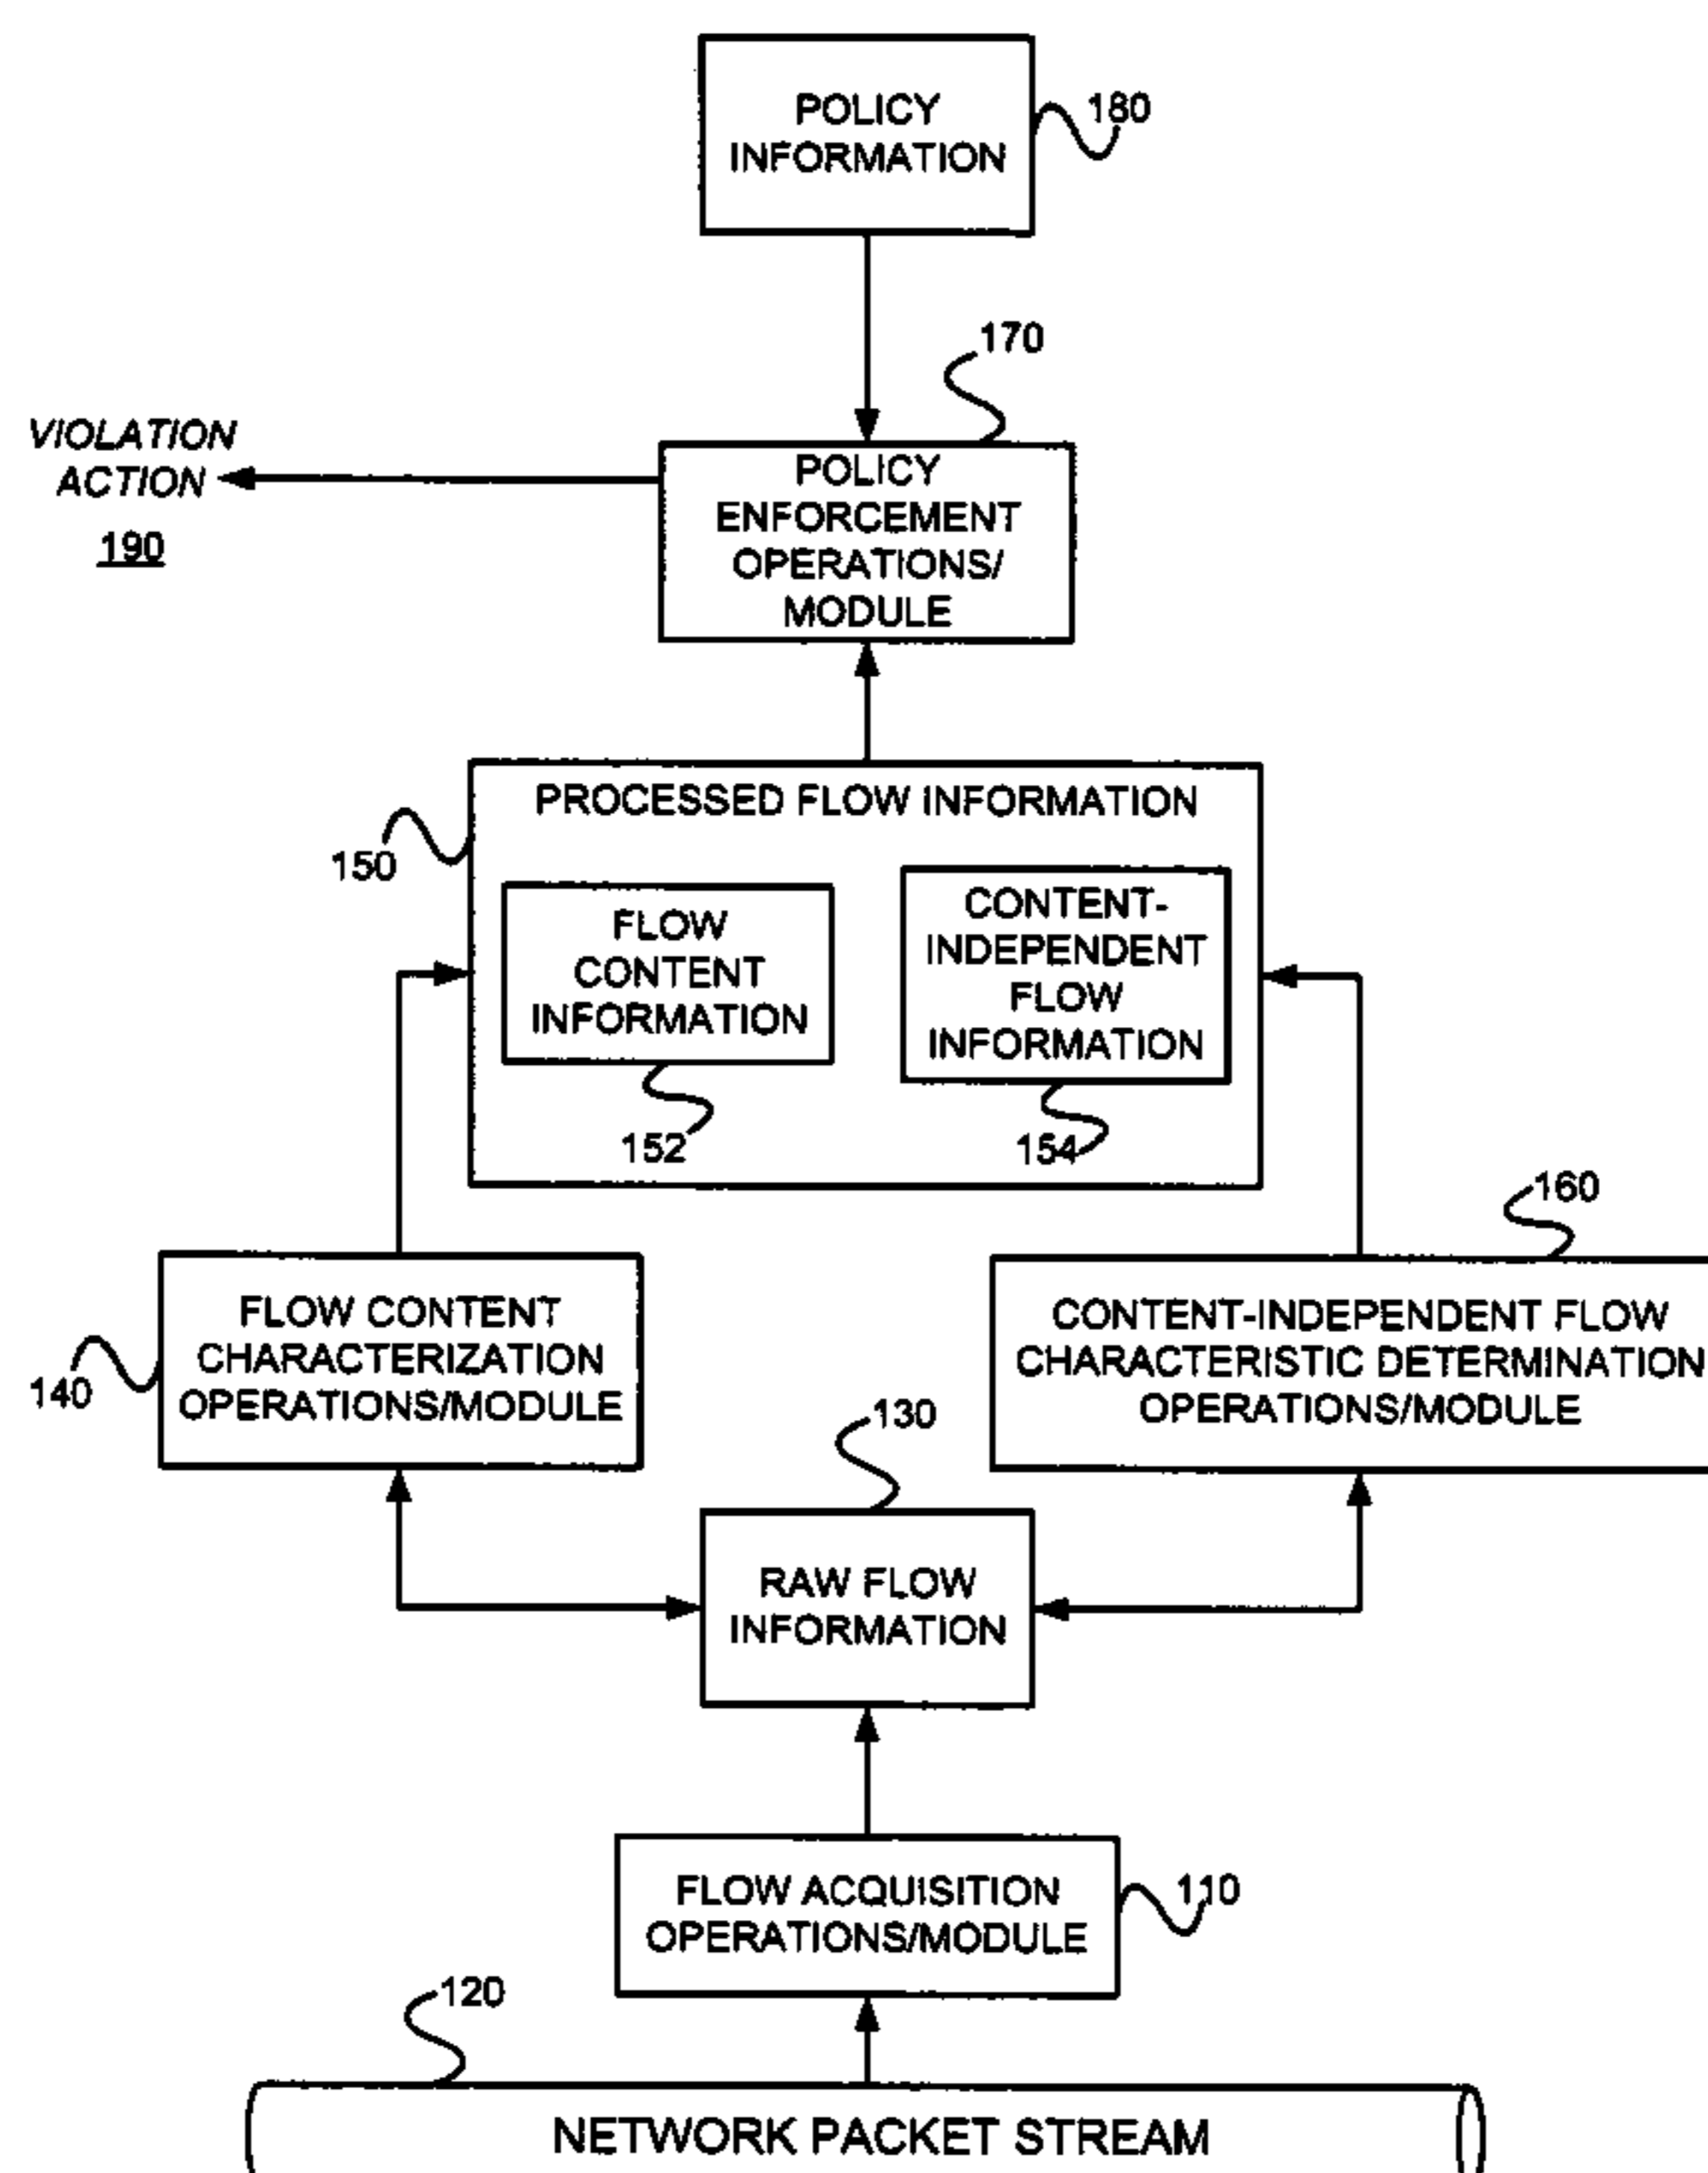 POLICY
INFORMATION
180
170
VIOLATION
ACTION
190
POLICY
ENFORCEMENT
OPERATIONS/
MODULE
PROCESSED FLOW INFORMATION
150
FLOW
CONTENT
INFORMATION
152
CONTENT-
INDEPENDENT
FLOW
INFORMATION
154
160
FLOW CONTENT
CHARACTERIZATION
OPERATIONS/MODULE
140
CONTENT-INDEPENDENT FLOW
CHARACTERISTIC DETERMINATION
OPERATIONS/MODULE
130
RAW FLOW
INFORMATION
FLOW ACQUISITION
OPERATIONS/MODULE
110
120
NETWORK PACKET STREAM